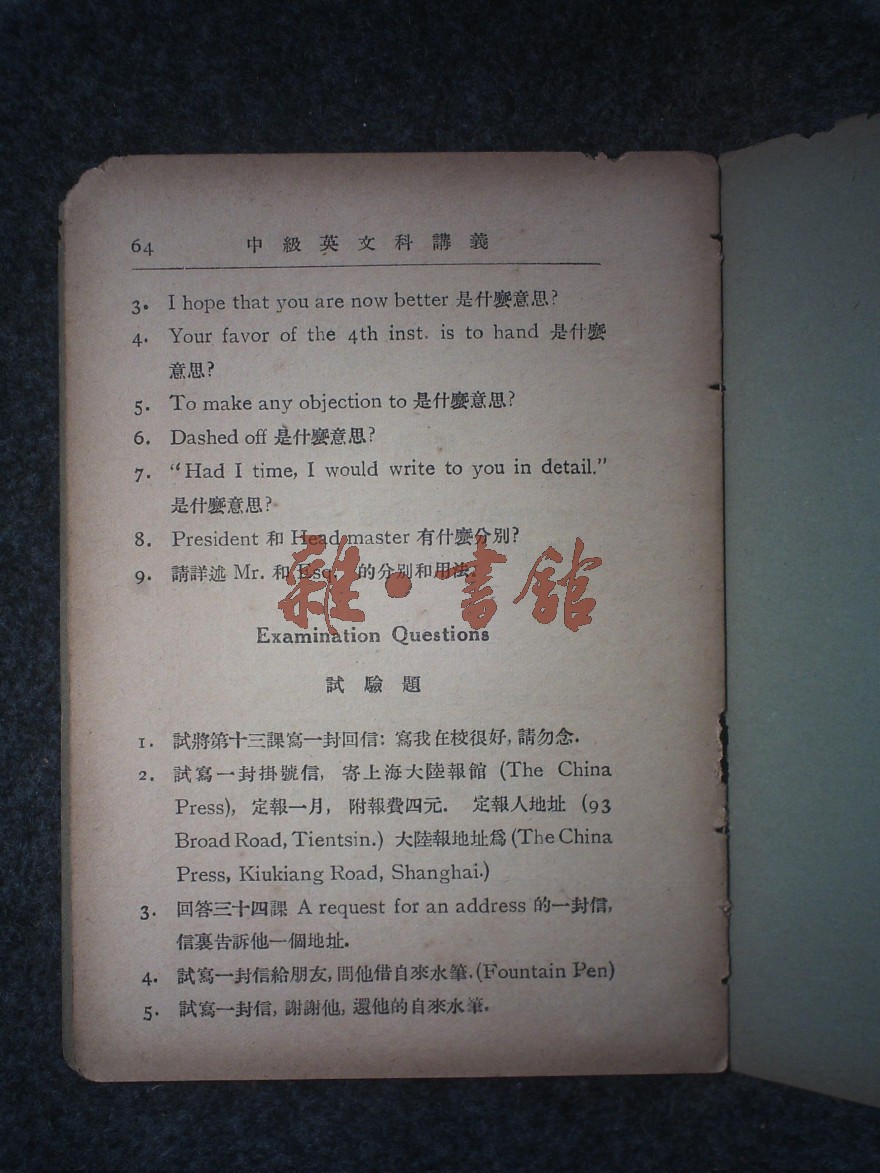 64 中級英文科講義
3. I hope that you are now better 是什麼意思?
4. Your favor of the 4th inst. is to hand 是什麼
意思?
5. To make any objection to 是什麼意思?
6. Dashed off 是什麼意思?
7. "Had I time, I would write to you in detail."
是什麼意思?
8. President 和 Head master 有什麼分別?
9. 請詳述 Mr. 和 Esq. 的分別和用法.
雜·書館
Examination Questions
試驗題
1. 試將第十三課寫一封回信: 寫我在校很好, 請勿念.
2. 試寫一封掛號信, 寄上海大陸報館 (The China
Press), 定報一月, 附報費四元. 定報人地址 (93
Broad Road, Tientsin.) 大陸報地址爲 (The China
Press, Kiukiang Road, Shanghai.)
3. 回答三十四課 A request for an address 的一封信,
信裏告訴他一個地址.
4. 試寫一封信給朋友, 問他借自來水筆. (Fountain Pen)
5. 試寫一封信, 謝謝他, 還他的自來水筆.